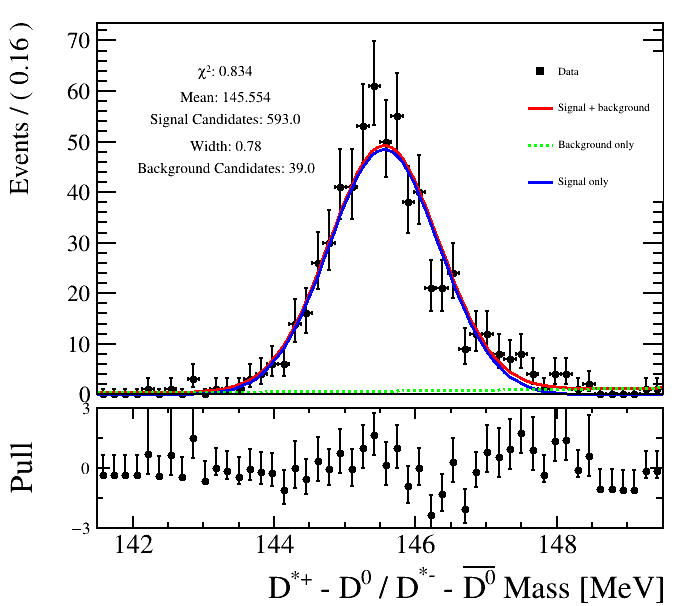 Events / ( 0.16 )
70
60
50
40
30
20
10
0
χ²: 0.834
Mean: 145.554
Signal Candidates: 593.0
Width: 0.78
Background Candidates: 39.0
Data
Signal + background
Background only
Signal only
Pull
3
0
−3
142 144 146 148
D*+ - D0 / D*- - D̅0̅ Mass [MeV]